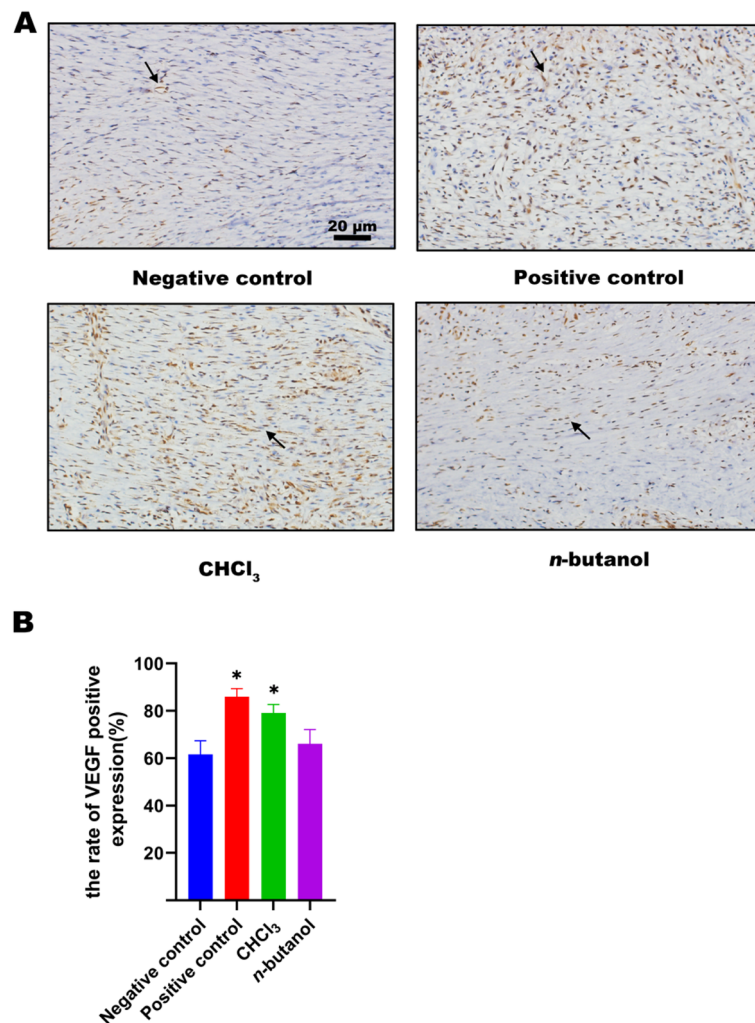 A
20 µm
Negative control
Positive control
CHCl₃
n-butanol
B
the rate of VEGF positive
expression(%)
100
80
60
40
20
*
*
Negative control
Positive control
CHCl₃
n-butanol